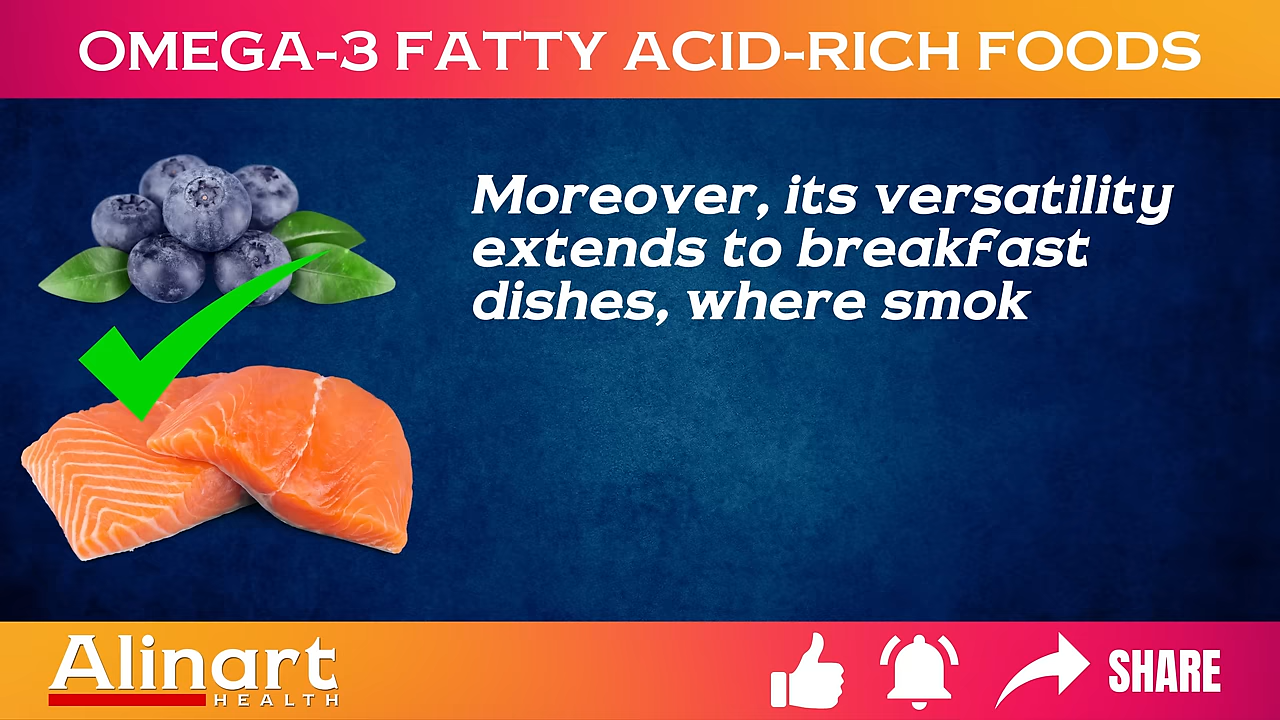 OMEGA-3 FATTY ACID-RICH FOODS
Moreover, its versatility
extends to breakfast
dishes, where smok
Alinart
HEALTH
SHARE